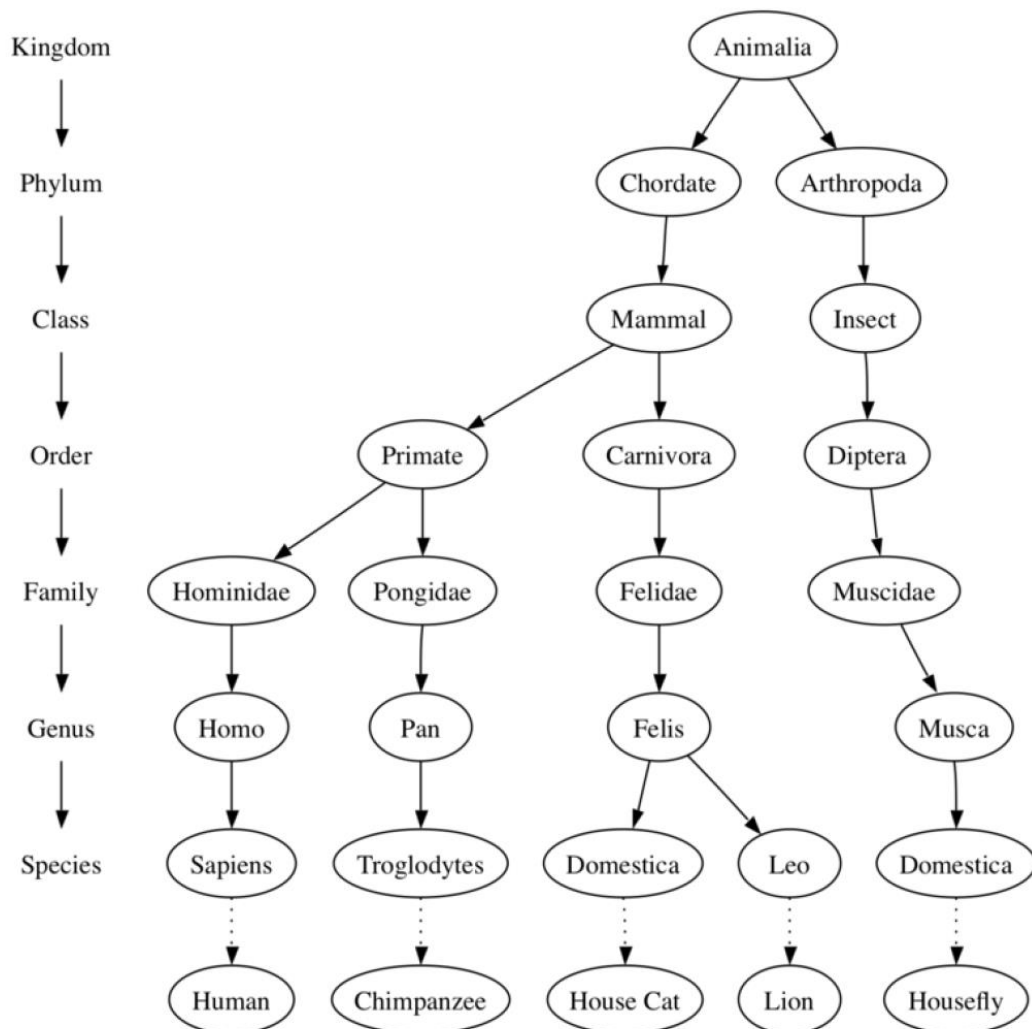 Kingdom Animalia
Phylum Chordate Arthropoda
Class Mammal Insect
Order Primate Carnivora Diptera
Family Hominidae Pongidae Felidae Muscidae
Genus Homo Pan Felis Musca
Species Sapiens Troglodytes Domestica Leo Domestica
Human Chimpanzee House Cat Lion Housefly